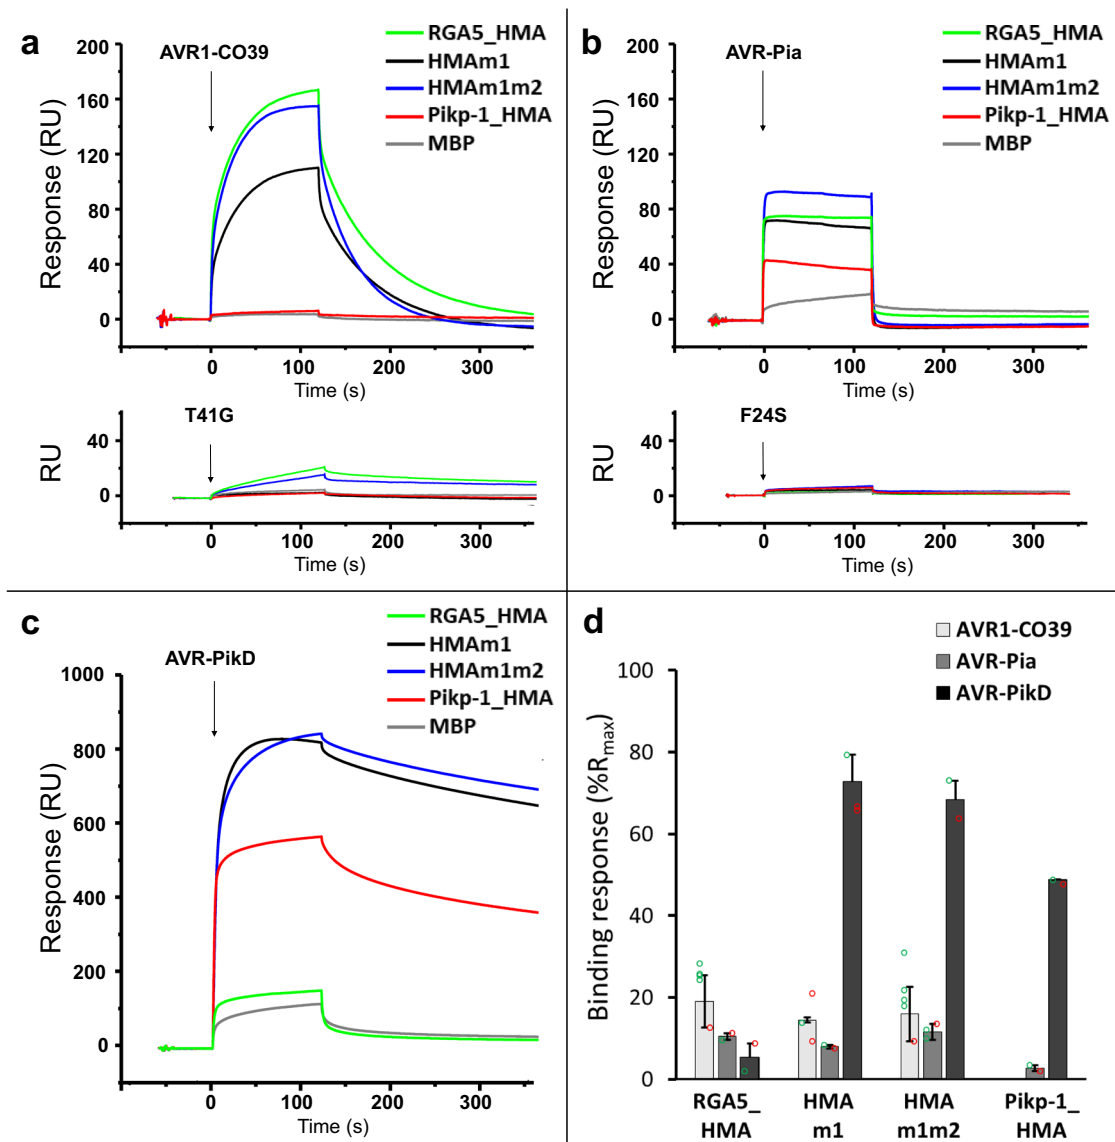 a
AVR1-CO39
RGA5_HMA
HMAm1
HMAm1m2
Pikp-1_HMA
MBP
Response (RU)
200
160
120
80
40
0
0 100 200 300
Time (s)
T41G
RU
40
0
0 100 200 300
Time (s)
b
AVR-Pia
RGA5_HMA
HMAm1
HMAm1m2
Pikp-1_HMA
MBP
Response (RU)
200
160
120
80
40
0
0 100 200 300
Time (s)
F24S
RU
40
0
0 100 200 300
Time (s)
c
AVR-PikD
RGA5_HMA
HMAm1
HMAm1m2
Pikp-1_HMA
MBP
Response (RU)
1000
800
600
400
200
0
0 100 200 300
Time (s)
d
AVR1-CO39
AVR-Pia
AVR-PikD
Binding response (%Rmax)
100
80
60
40
20
0
RGA5_ HMA HMA Pikp-1_
HMA m1 m1m2 HMA